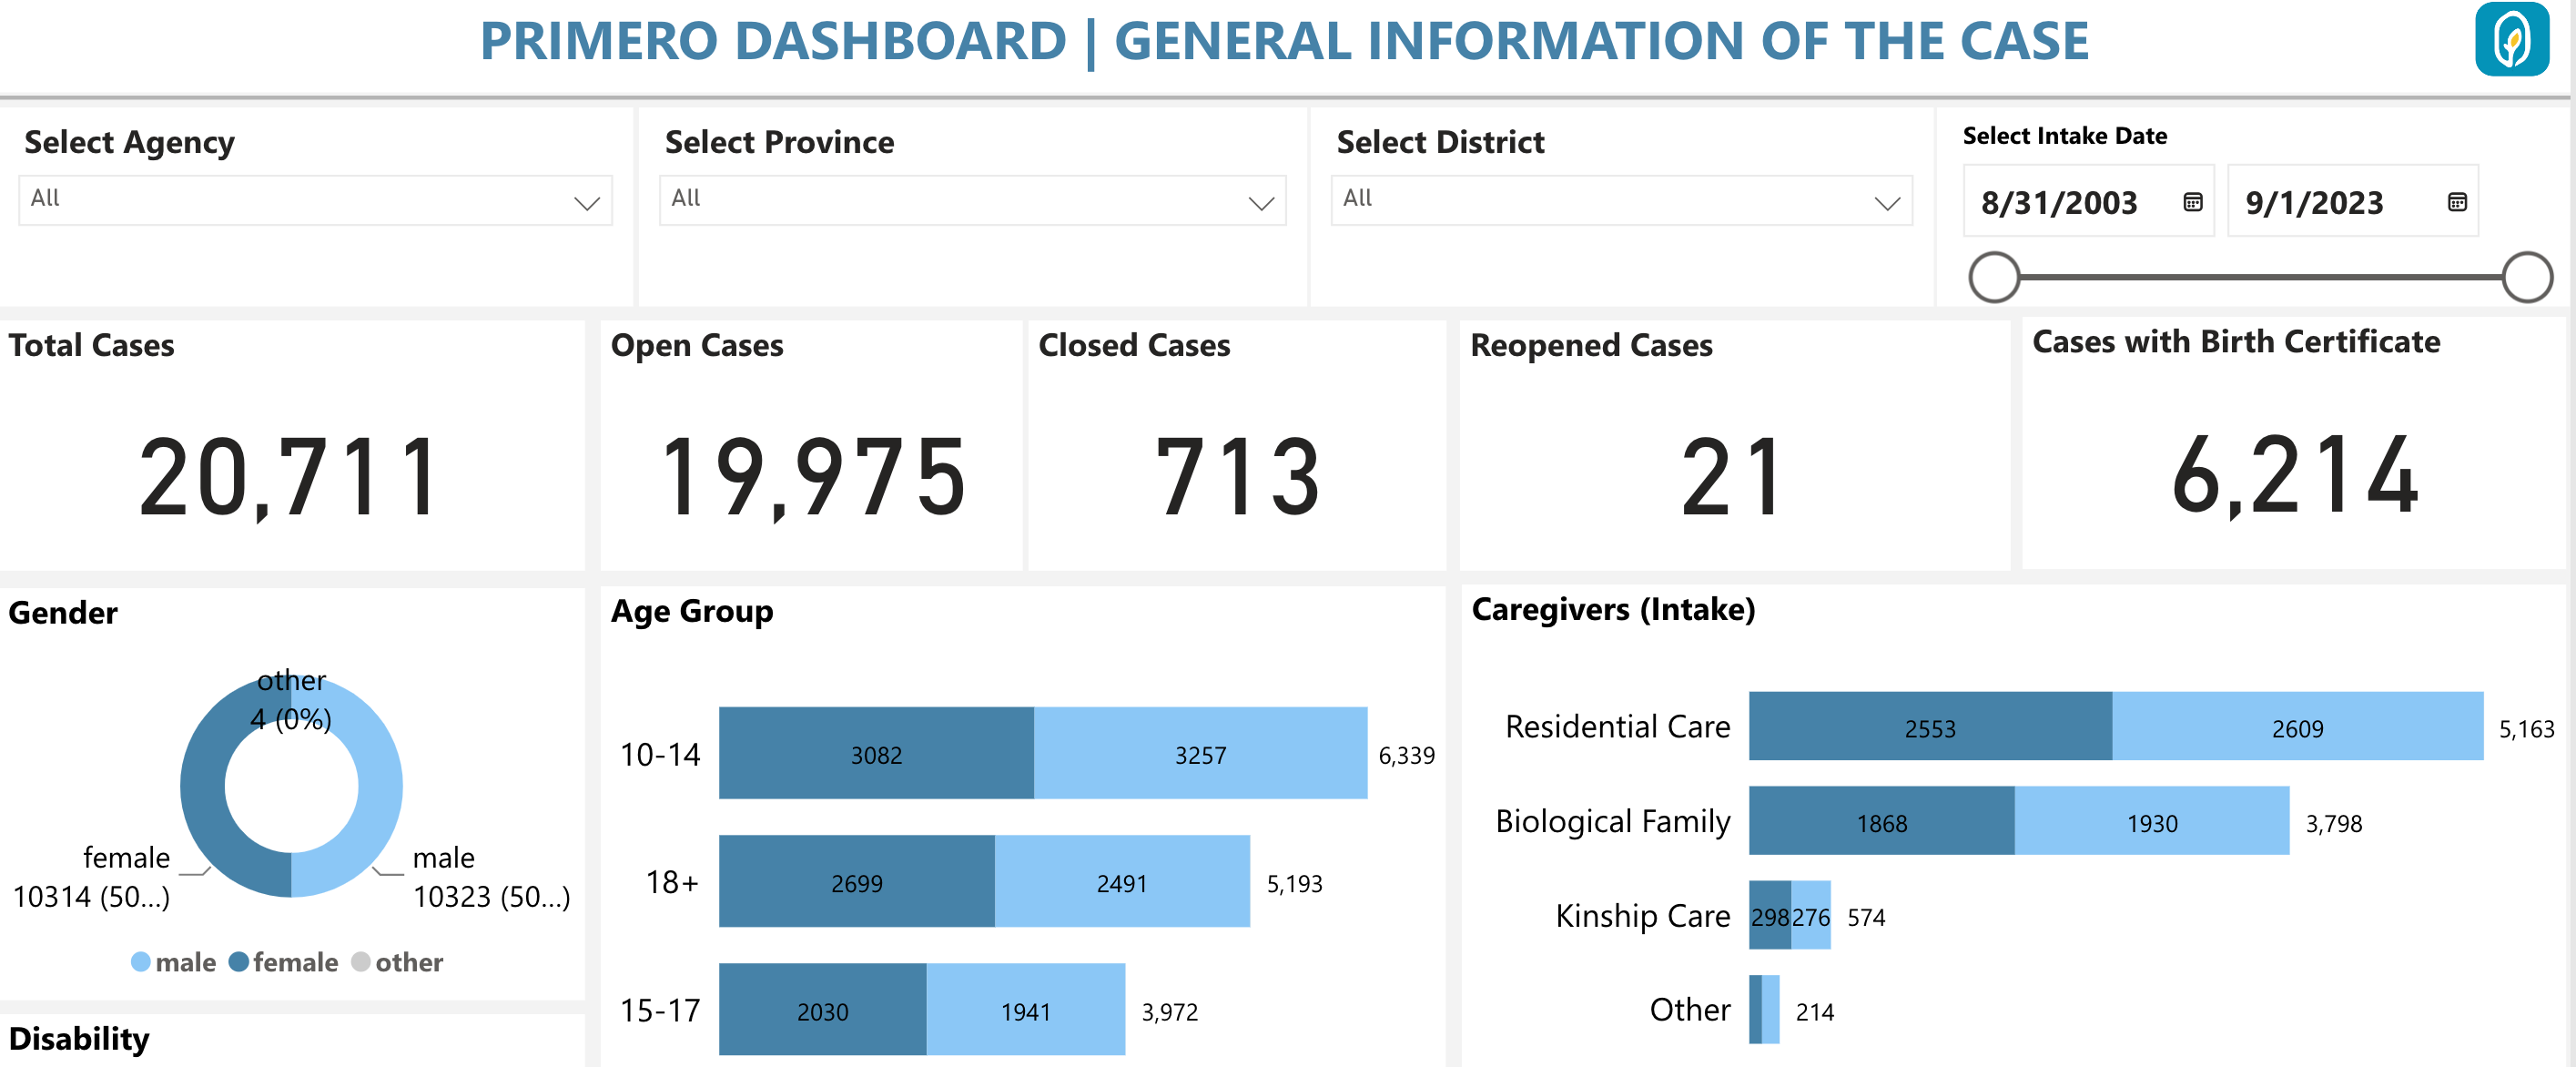 PRIMERO DASHBOARD | GENERAL INFORMATION OF THE CASE
Select Agency
All
Select Province
All
Select District
All
Select Intake Date
8/31/2003
9/1/2023
Total Cases
20,711
Open Cases
19,975
Closed Cases
713
Reopened Cases
21
Cases with Birth Certificate
6,214
Gender
other
4 (0%)
female
10314 (50...)
male
10323 (50...)
male female other
Disability
Age Group
10-14 3082 3257 6,339
18+ 2699 2491 5,193
15-17 2030 1941 3,972
Caregivers (Intake)
Residential Care 2553 2609 5,163
Biological Family 1868 1930 3,798
Kinship Care 298 276 574
Other 214